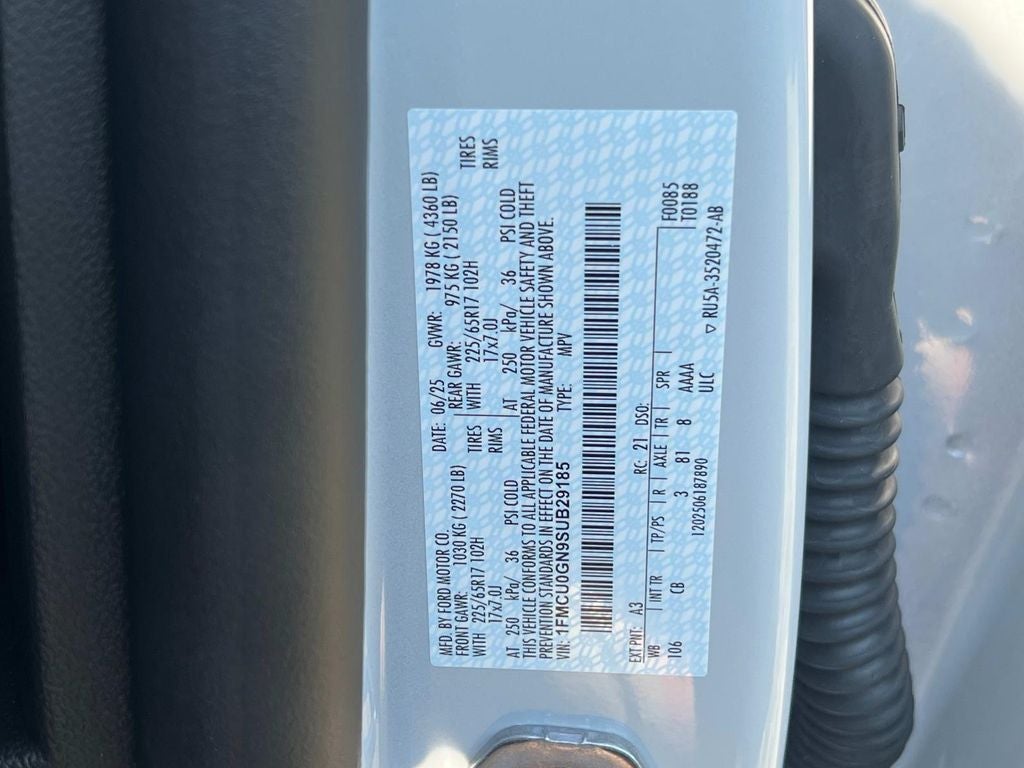 MFD. BY FORD MOTOR CO. DATE: 06/25 GVWR: 1978 KG ( 4360 LB)
FRONT GAWR: 1030 KG ( 2270 LB) REAR GAWR: 975 KG ( 2150 LB)
WITH 225/65R17 102H TIRES WITH 225/65R17 102H TIRES
17x7.0J RIMS 17x7.0J RIMS
AT 250 kPa/ 36 PSI COLD AT 250 kPa/ 36 PSI COLD
THIS VEHICLE CONFORMS TO ALL APPLICABLE FEDERAL MOTOR VEHICLE SAFETY AND THEFT
PREVENTION STANDARDS IN EFFECT ON THE DATE OF MANUFACTURE SHOWN ABOVE.
VIN: 1FMCU0GN9SUB29185 TYPE: MPV
EXT PNT: A3 RC: 21 DSO: F0085
WB INT TR TP/PS R AXLE TR SPR T0188
106 CB 3 81 8 AAAA
120250618 7890 ULC ▽ RU5A-3520472-AB